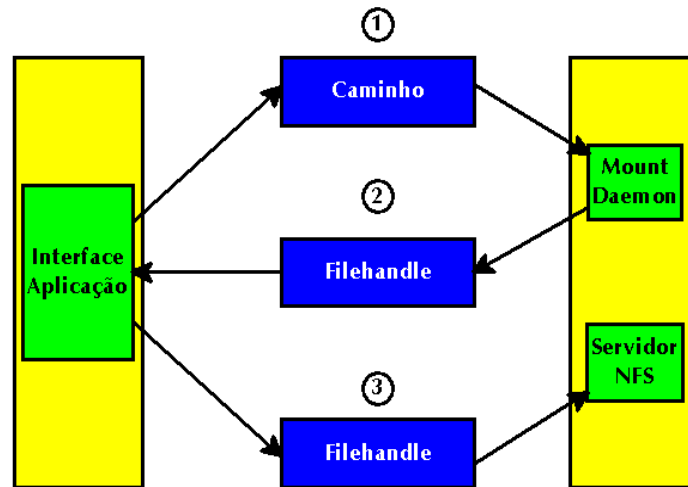 1
Caminho
Mount
Daemon
2
Interface
Aplicação
Filehandle
Servidor
NFS
3
Filehandle